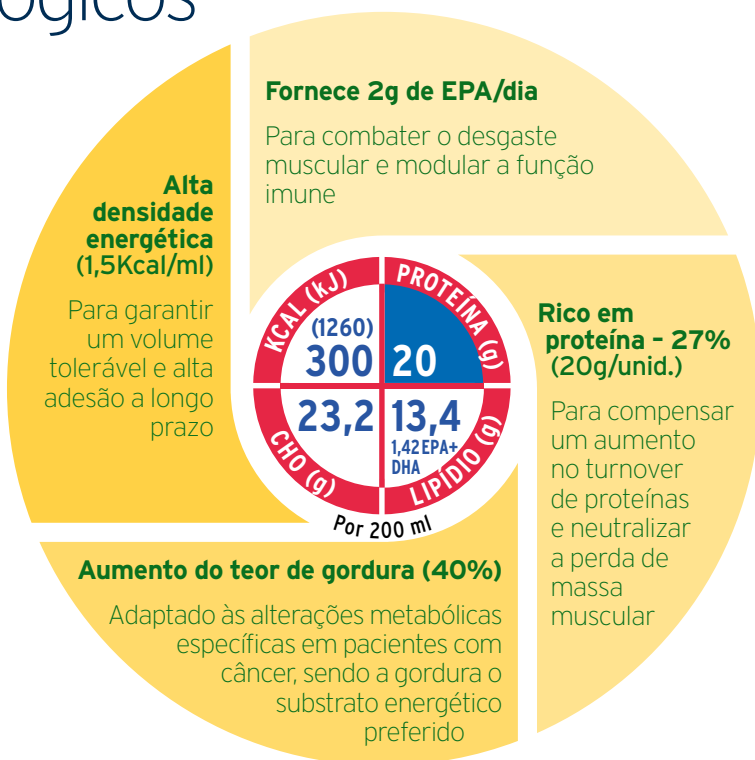 Fornece 2g de EPA/dia
Para combater o desgaste
muscular e modular a função
imune
Alta
densidade
energética
(1,5Kcal/ml)
Para garantir
um volume
tolerável e alta
adesão a longo
prazo
KCAL (kJ)
PROTEÍNA (g)
(1260)
300
20
23,2
13,4
1,42 EPA+
DHA
CHO (g)
LIPÍDIO (g)
Por 200 ml
Rico em
proteína - 27%
(20g/unid.)
Para compensar
um aumento
no turnover
de proteínas
e neutralizar
a perda de
massa
muscular
Aumento do teor de gordura (40%)
Adaptado às alterações metabólicas
específicas em pacientes com
câncer, sendo a gordura o
substrato energético
preferido